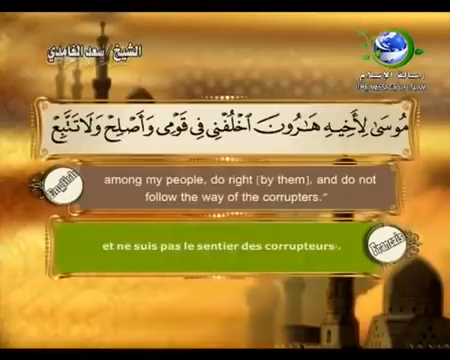 الشيخ/سعد الغامدي
رسالة الإسلام
THE MESSAGE OF ISLAM
مُوسَىٰ لِأَخِيهِ هَـٰرُونَ ٱخْلُفْنِى فِى قَوْمِى وَأَصْلِحْ وَلَا تَتَّبِعْ
English
among my people, do right [by them], and do not
follow the way of the corrupters."
et ne suis pas le sentier des corrupteurs».
Francais